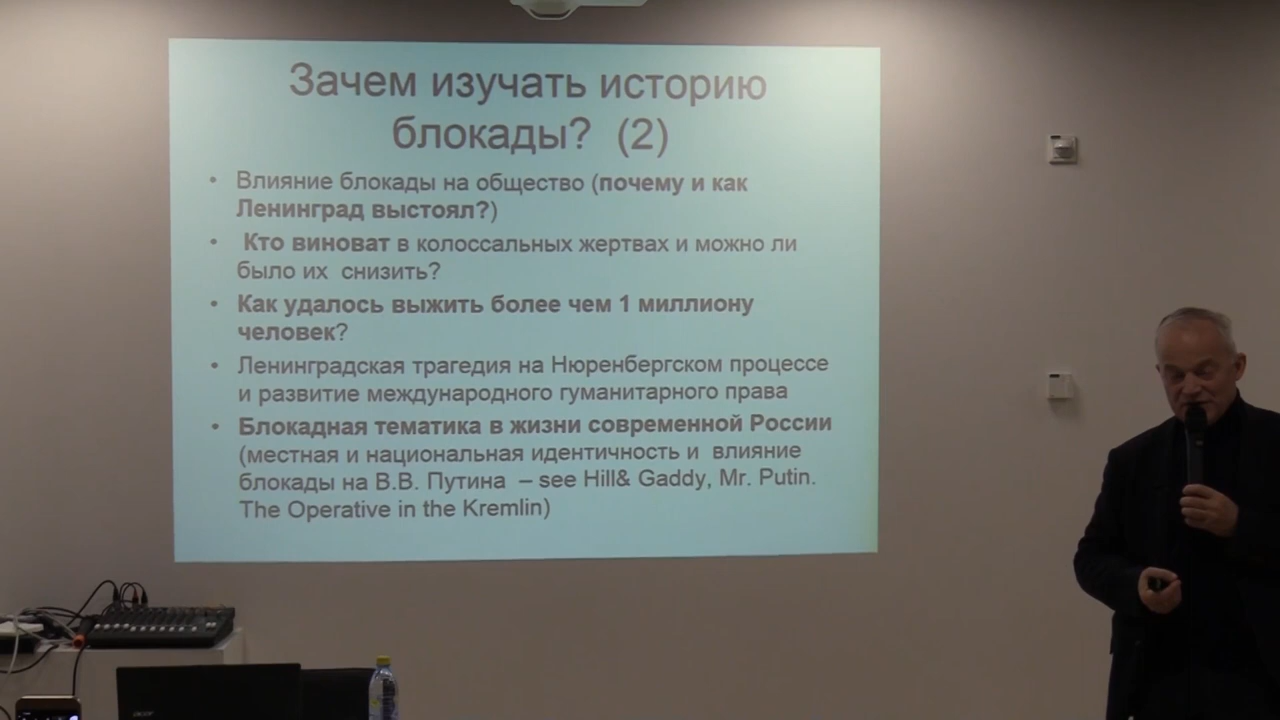 Зачем изучать историю
блокады? (2)
• Влияние блокады на общество (почему и как
Ленинград выстоял?)
• Кто виноват в колоссальных жертвах и можно ли
было их снизить?
• Как удалось выжить более чем 1 миллиону
человек?
• Ленинградская трагедия на Нюренбергском процессе
и развитие международного гуманитарного права
• Блокадная тематика в жизни современной России
(местная и национальная идентичность и влияние
блокады на В.В. Путина – see Hill& Gaddy, Mr. Putin.
The Operative in the Kremlin)
acer